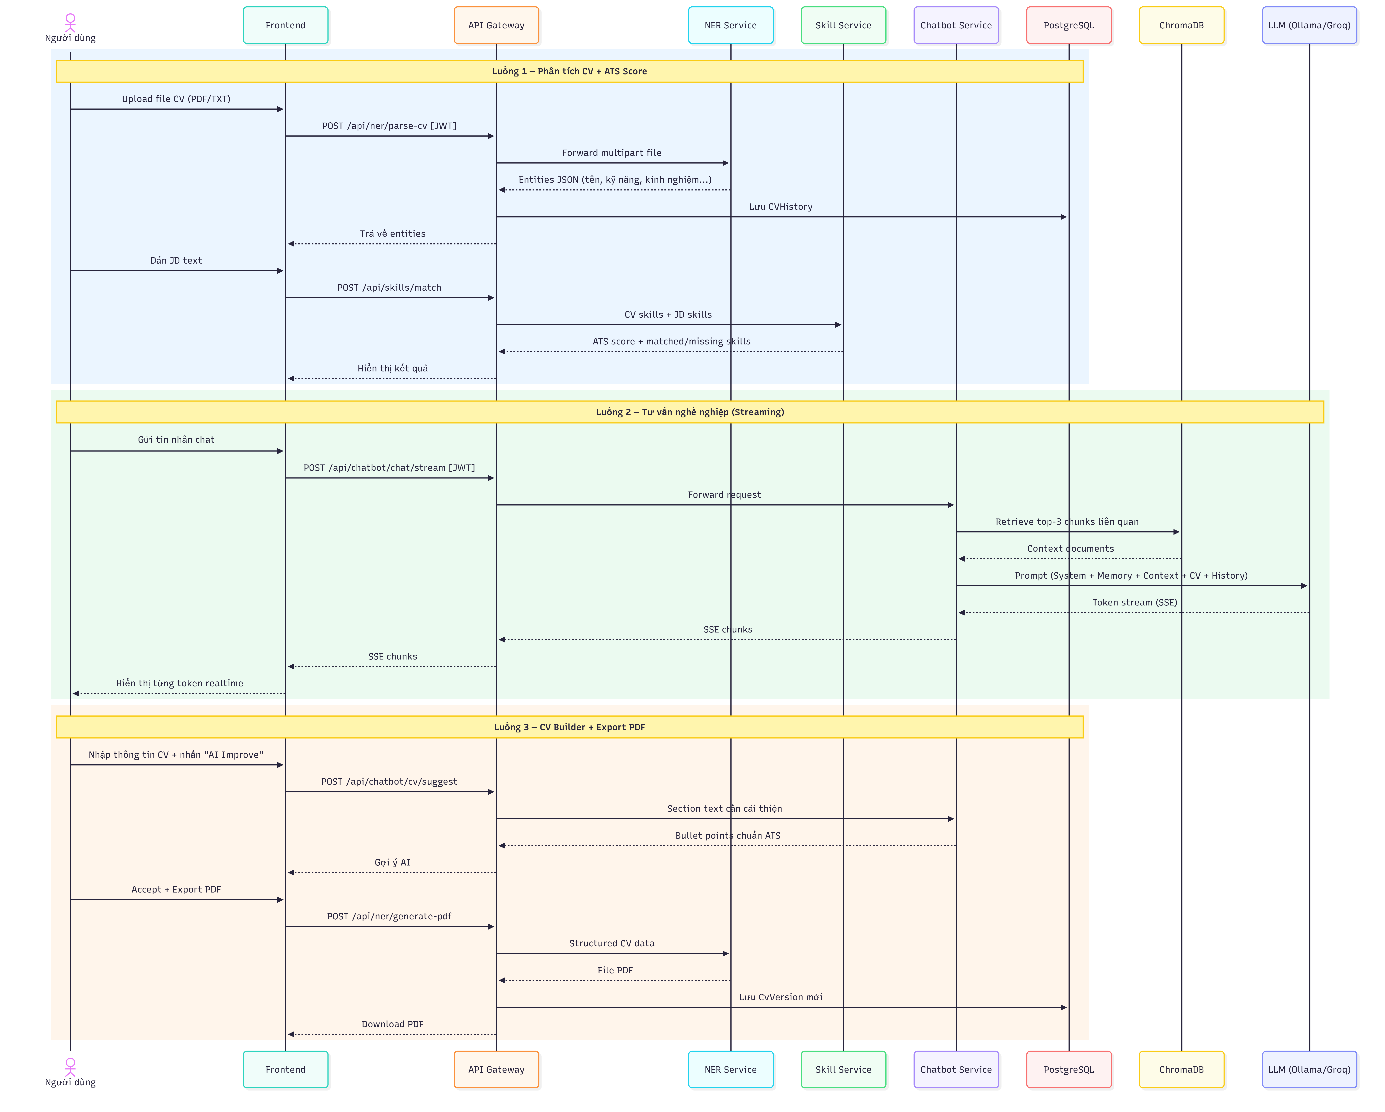 Người dùng
Frontend
API Gateway
NER Service
Skill Service
Chatbot Service
PostgreSQL
ChromaDB
LLM (Ollama/Groq)
Luồng 1 – Phân tích CV + ATS Score
Upload file CV (PDF/TXT)
POST /api/ner/parse-cv [JWT]
Forward multipart file
Entities JSON (tên, kỹ năng, kinh nghiệm...)
Lưu CVHistory
Trả về entities
Dán JD text
POST /api/skills/match
CV skills + JD skills
ATS score + matched/missing skills
Hiển thị kết quả
Luồng 2 – Tư vấn nghề nghiệp (Streaming)
Gửi tin nhắn chat
POST /api/chatbot/chat/stream [JWT]
Forward request
Retrieve top-3 chunks liên quan
Context documents
Prompt (System + Memory + Context + CV + History)
Token stream (SSE)
SSE chunks
SSE chunks
Hiển thị từng token realtime
Luồng 3 – CV Builder + Export PDF
Nhập thông tin CV + nhấn "AI Improve"
POST /api/chatbot/cv/suggest
Section text cần cải thiện
Bullet points chuẩn ATS
Gợi ý AI
Accept + Export PDF
POST /api/ner/generate-pdf
Structured CV data
File PDF
Lưu CvVersion mới
Download PDF
Người dùng
Frontend
API Gateway
NER Service
Skill Service
Chatbot Service
PostgreSQL
ChromaDB
LLM (Ollama/Groq)